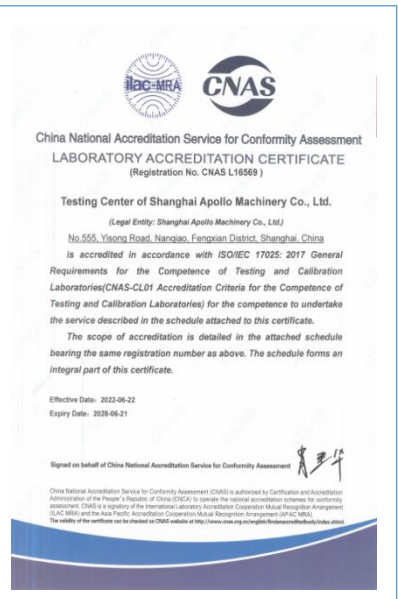 ilac-MRA
CNAS
China National Accreditation Service for Conformity Assessment
LABORATORY ACCREDITATION CERTIFICATE
(Registration No. CNAS L16569 )
Testing Center of Shanghai Apollo Machinery Co., Ltd.
(Legal Entity: Shanghai Apollo Machinery Co., Ltd.)
No.555, Yisong Road, Nanqiao, Fengxian District, Shanghai, China
is accredited in accordance with ISO/IEC 17025: 2017 General
Requirements for the Competence of Testing and Calibration
Laboratories(CNAS-CL01 Accreditation Criteria for the Competence of
Testing and Calibration Laboratories) for the competence to undertake
the service described in the schedule attached to this certificate.
The scope of accreditation is detailed in the attached schedule
bearing the same registration number as above. The schedule forms an
integral part of this certificate.
Effective Date: 2022-06-22
Expiry Date: 2028-06-21
Signed on behalf of China National Accreditation Service for Conformity Assessment
China National Accreditation Service for Conformity Assessment (CNAS) is authorized by Certification and Accreditation
Administration of the People's Republic of China (CNCA) to operate the national accreditation schemes for conformity
assessment. CNAS is a signatory of the International Laboratory Accreditation Cooperation Mutual Recognition Arrangement
(ILAC MRA) and the Asia Pacific Accreditation Cooperation Mutual Recognition Arrangement (APAC MRA).
The validity of the certificate can be checked on CNAS website at